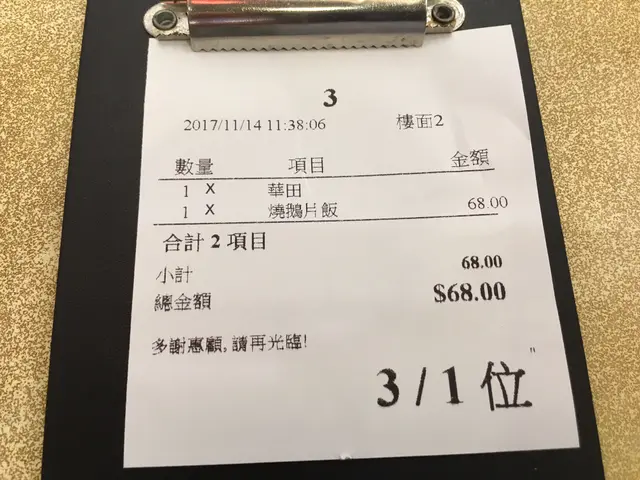 3
2017/11/14 11:38:06 樓面2
數量 項目 金額
1 X 華田
1 X 燒鵝片飯 68.00
合計 2 項目
小計 68.00
總金額 $68.00
多謝惠顧, 請再光臨!
3 / 1 位 "